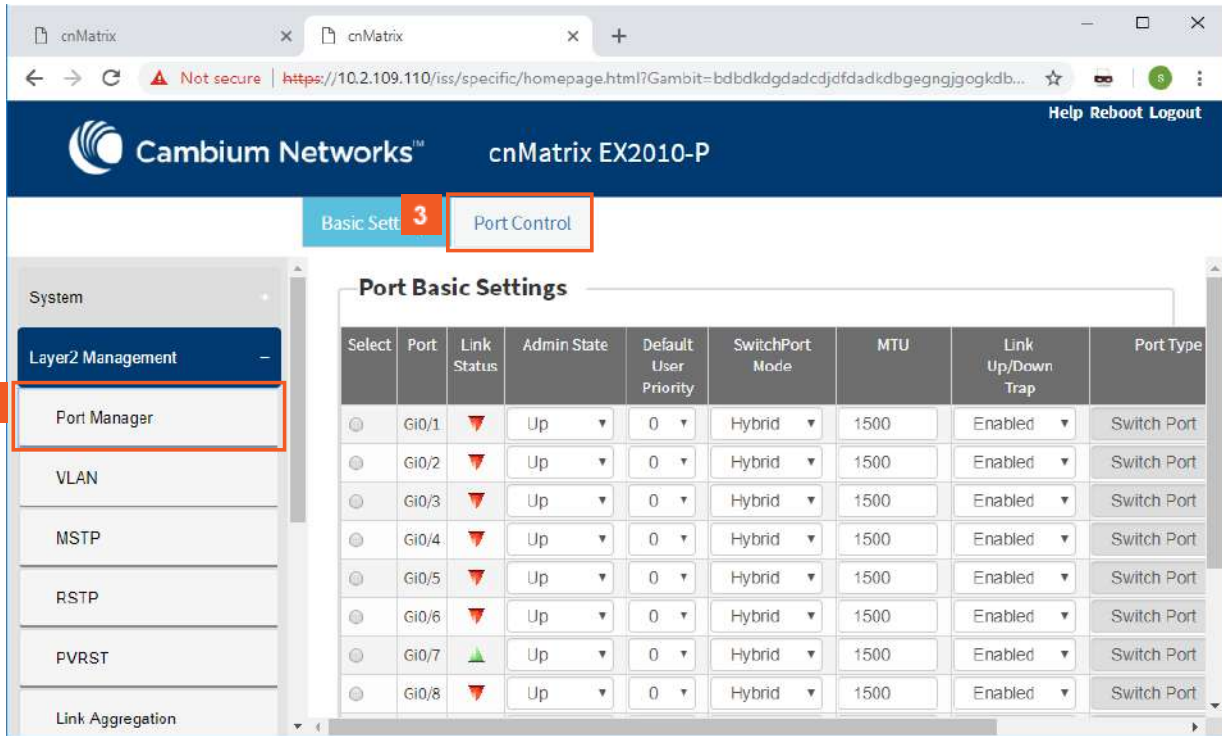 cnMatrix
cnMatrix
Not secure | https://10.2.109.110/iss/specific/homepage.html?Gambit=bdbdkdgdadcdjdfdadkdbgegngjgogkdb...
S
Help Reboot Logout
Cambium Networks™ cnMatrix EX2010-P
Basic Sett 3 Port Control
System
Layer2 Management
Port Manager
VLAN
MSTP
RSTP
PVRST
Link Aggregation
Port Basic Settings
Select Port Link Status Admin State Default User Priority SwitchPort Mode MTU Link Up/Down Trap Port Type
Gi0/1 Up 0 Hybrid 1500 Enabled Switch Port
Gi0/2 Up 0 Hybrid 1500 Enabled Switch Port
Gi0/3 Up 0 Hybrid 1500 Enabled Switch Port
Gi0/4 Up 0 Hybrid 1500 Enabled Switch Port
Gi0/5 Up 0 Hybrid 1500 Enabled Switch Port
Gi0/6 Up 0 Hybrid 1500 Enabled Switch Port
Gi0/7 Up 0 Hybrid 1500 Enabled Switch Port
Gi0/8 Up 0 Hybrid 1500 Enabled Switch Port